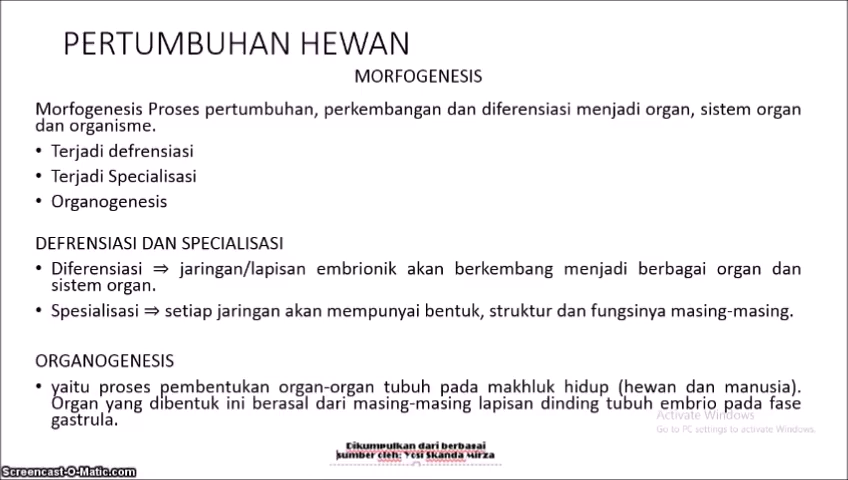 PERTUMBUHAN HEWAN
MORFOGENESIS
Morfogenesis Proses pertumbuhan, perkembangan dan diferensiasi menjadi organ, sistem organ
dan organisme.
• Terjadi defrensiasi
• Terjadi Specialisasi
• Organogenesis
DEFRENSIASI DAN SPECIALISASI
• Diferensiasi ⇒ jaringan/lapisan embrionik akan berkembang menjadi berbagai organ dan
sistem organ.
• Spesialisasi ⇒ setiap jaringan akan mempunyai bentuk, struktur dan fungsinya masing-masing.
ORGANOGENESIS
• yaitu proses pembentukan organ-organ tubuh pada makhluk hidup (hewan dan manusia).
Organ yang dibentuk ini berasal dari masing-masing lapisan dinding tubuh embrio pada fase
gastrula.
Activate Windows
Go to PC settings to activate Windows.
Dikumpulkan dari berbagai
sumber oleh: Yosi Skanda Mirza
Screencast-O-Matic.com